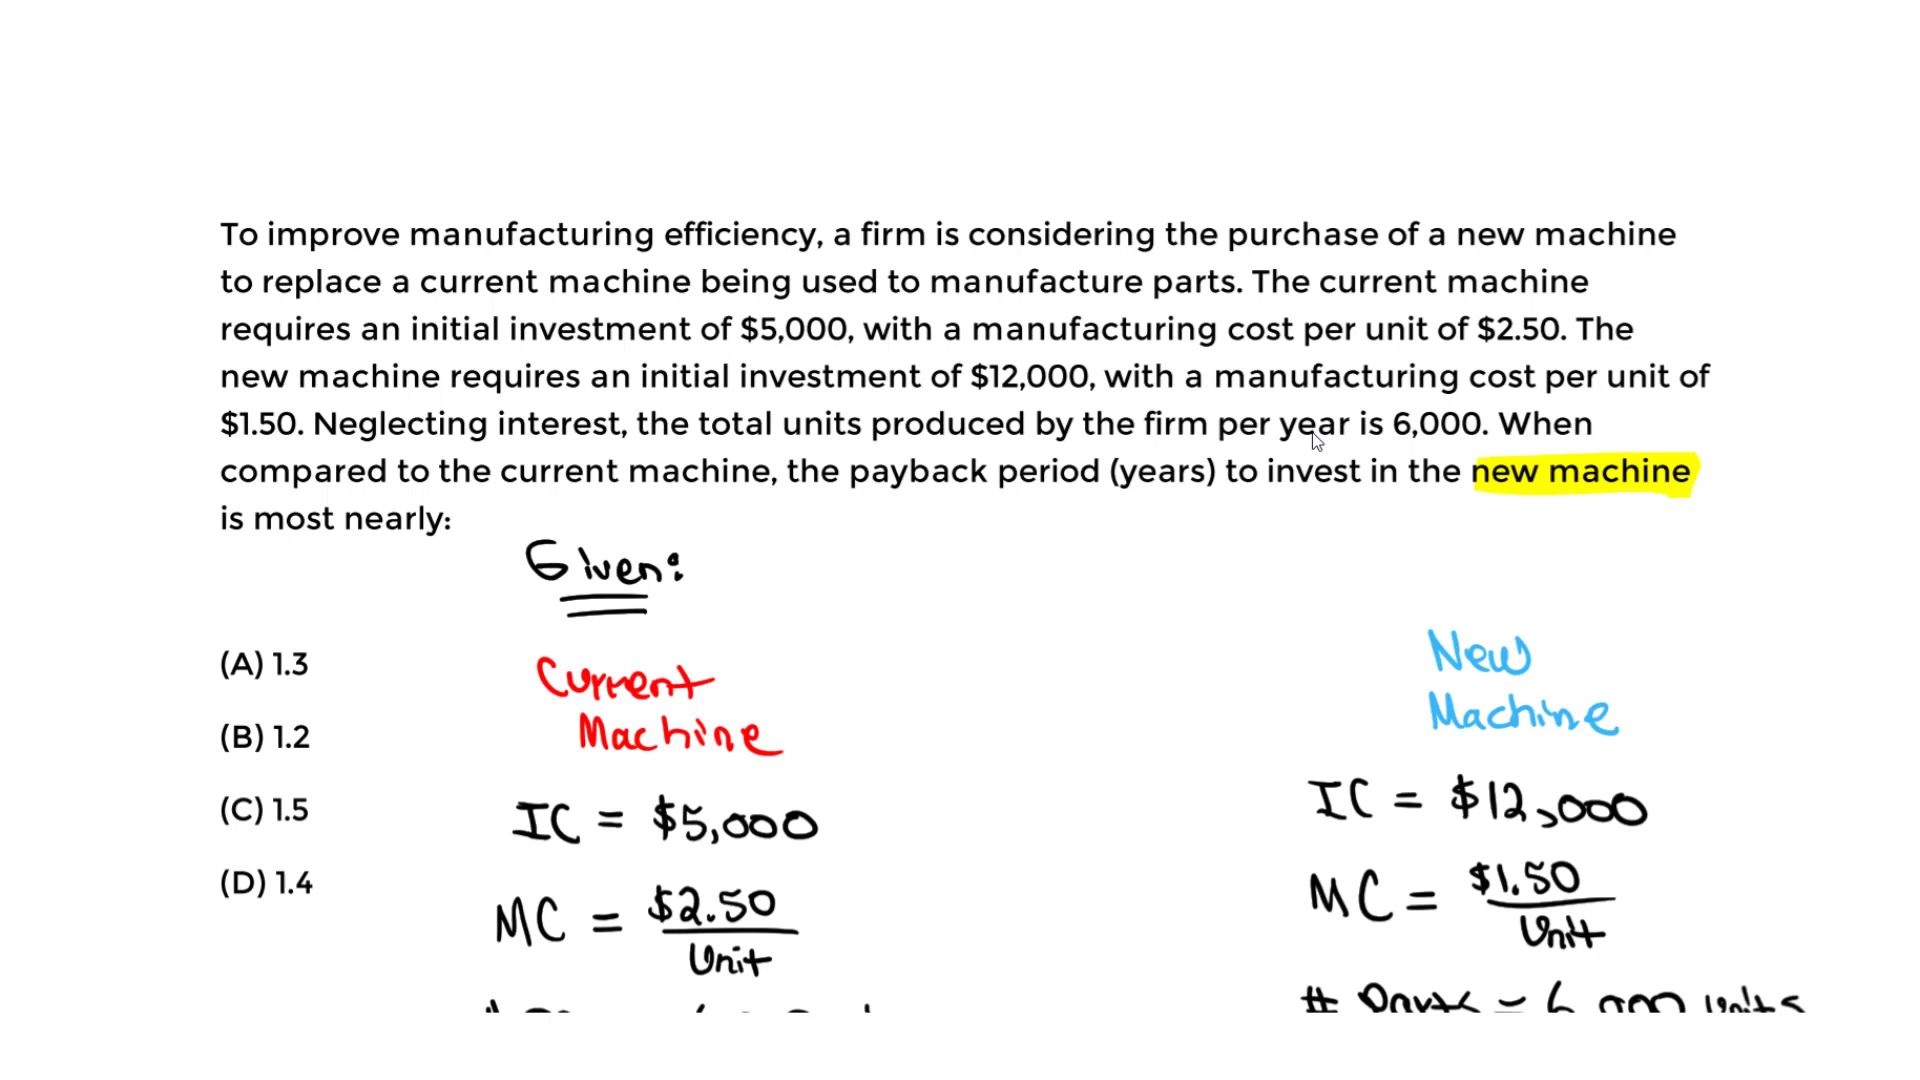 To improve manufacturing efficiency, a firm is considering the purchase of a new machine
to replace a current machine being used to manufacture parts. The current machine
requires an initial investment of $5,000, with a manufacturing cost per unit of $2.50. The
new machine requires an initial investment of $12,000, with a manufacturing cost per unit of
$1.50. Neglecting interest, the total units produced by the firm per year is 6,000. When
compared to the current machine, the payback period (years) to invest in the new machine
is most nearly:
Given:
(A) 1.3
(B) 1.2
(C) 1.5
(D) 1.4
Current
Machine
IC = $5,000
MC = $2.50
Unit
New
Machine
IC = $12,000
MC = $1.50
Unit
# Parts = 6,000 units